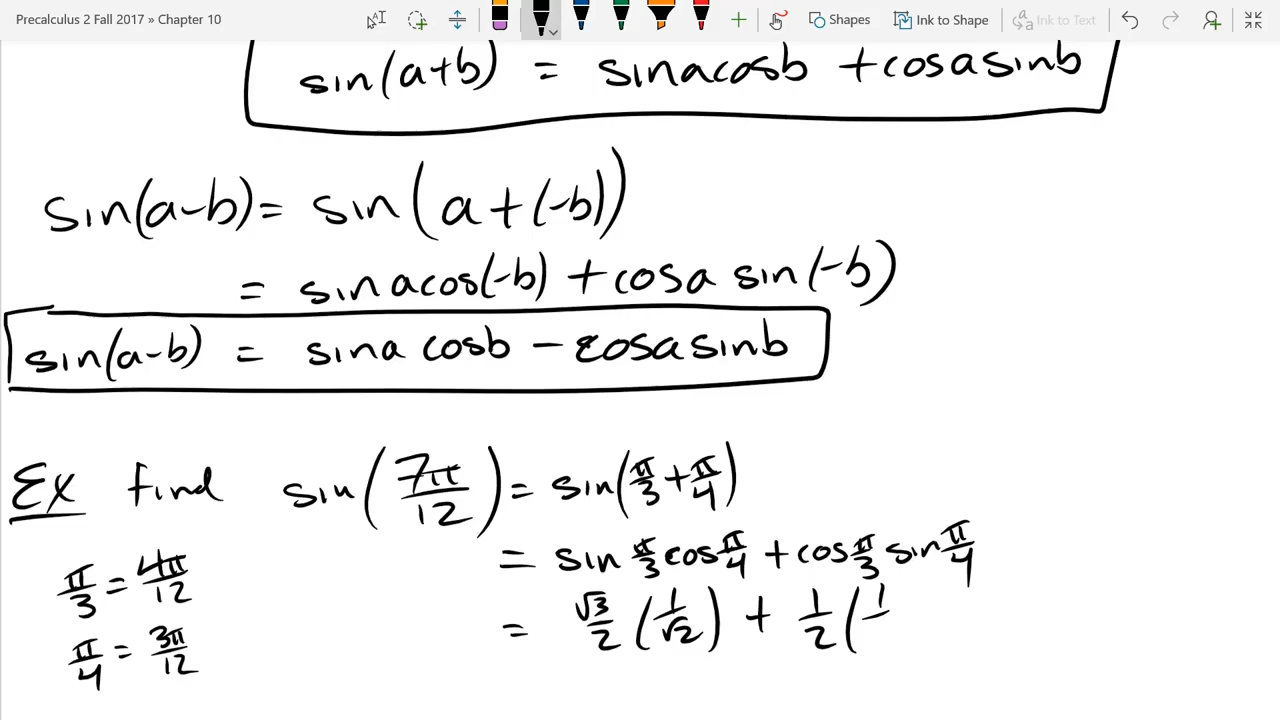 Precalculus 2 Fall 2017 » Chapter 10
Shapes
Ink to Shape
Ink to Text
sin(a+b) = sinacosb +cosasinb
sin(a-b)= sin(a+(-b))
= sinacos(-b) +cosa sin(-b)
sin(a-b) = sina cosb - cosasinb
Ex find sin(7π/12) = sin(π/3+π/4)
π/3 = 4π/12
= sin π/3 cos π/4 + cos π/3 sin π/4
π/4 = 3π/12
= √3/2 (1/√2) + 1/2 (1/